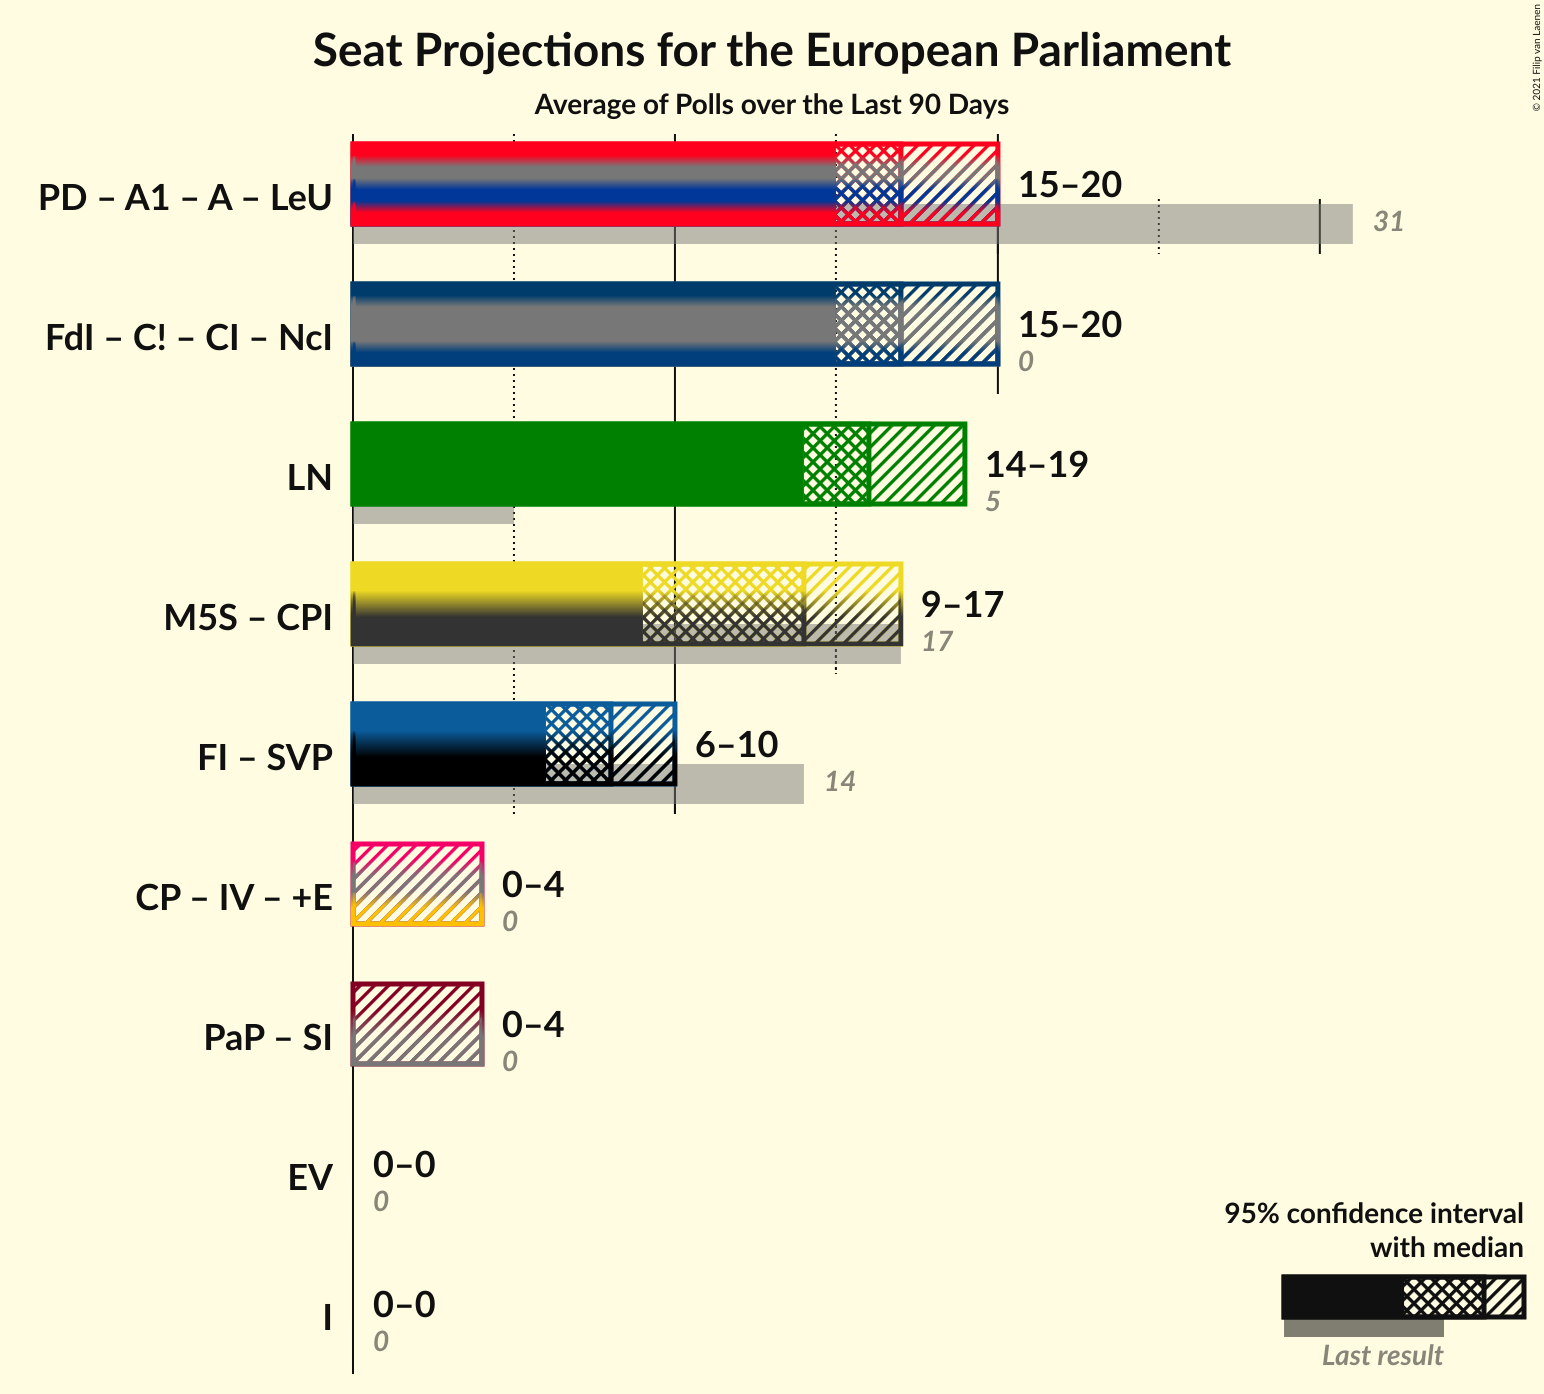 Seat Projections for the European Parliament
Average of Polls over the Last 90 Days
© 2021 Filip van Laenen
PD – A1 – A – LeU
15–20
31
FdI – C! – CI – NcI
15–20
0
LN
14–19
5
M5S – CPI
9–17
17
FI – SVP
6–10
14
CP – IV – +E
0–4
0
PaP – SI
0–4
0
EV
0–0
0
I
0–0
0
95% confidence interval
with median
Last result